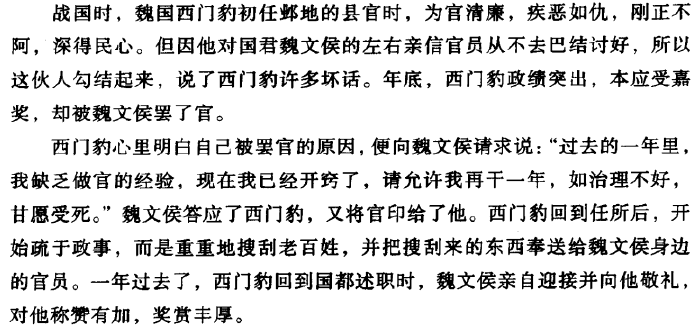 战国时，魏国西门豹初任邺地的县官时，为官清廉，疾恶如仇，刚正不
阿，深得民心。但因他对国君魏文侯的左右亲信官员从不去巴结讨好，所以
这伙人勾结起来，说了西门豹许多坏话。年底，西门豹政绩突出，本应受嘉
奖，却被魏文侯罢了官。
西门豹心里明白自己被罢官的原因，便向魏文侯请求说：“过去的一年里，
我缺乏做官的经验，现在我已经开窍了，请允许我再干一年，如治理不好，
甘愿受死。”魏文侯答应了西门豹，又将官印给了他。西门豹回到任所后，开
始疏于政事，而是重重地搜刮老百姓，并把搜刮来的东西奉送给魏文侯身边
的官员。一年过去了，西门豹回到国都述职时，魏文侯亲自迎接并向他敬礼，
对他称赞有加，奖赏丰厚。